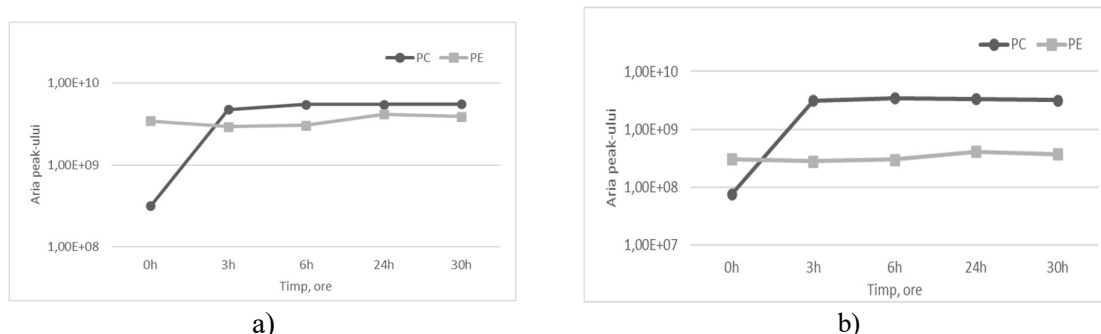 PC PE
1,00E+10
1,00E+09
1,00E+08
Aria peak-ului
0h 3h 6h 24h 30h
Timp, ore
a)
PC PE
1,00E+10
1,00E+09
1,00E+08
1,00E+07
Aria peak-ului
0h 3h 6h 24h 30h
Timp, ore
b)